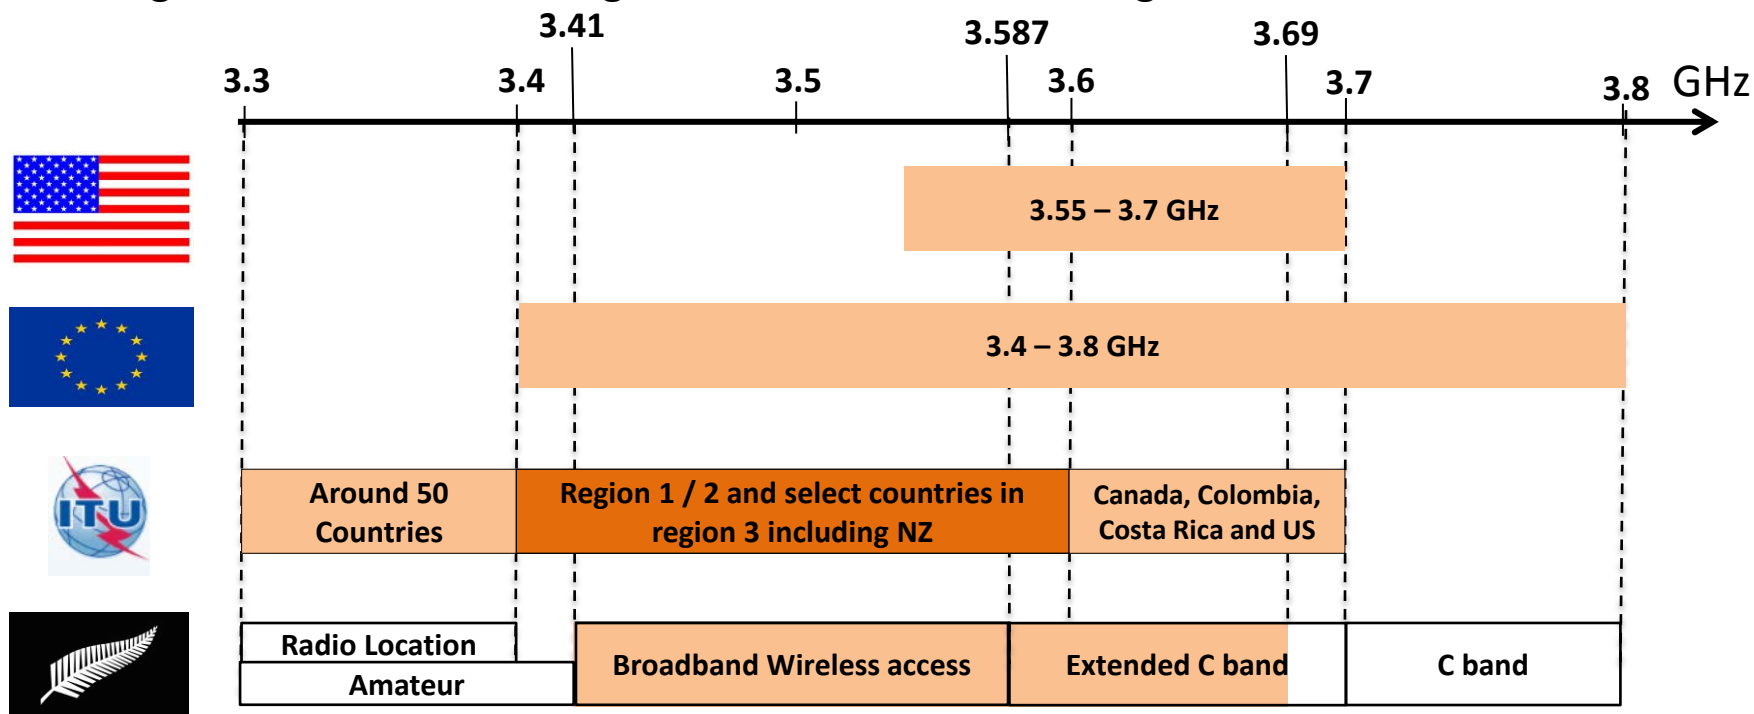 3.41
3.587
3.69
3.3
3.4
3.5
3.6
3.7
3.8
GHz
3.55 – 3.7 GHz
3.4 – 3.8 GHz
ITU
Around 50
Countries
Region 1 / 2 and select countries in
region 3 including NZ
Canada, Colombia,
Costa Rica and US
Radio Location
Amateur
Broadband Wireless access
Extended C band
C band